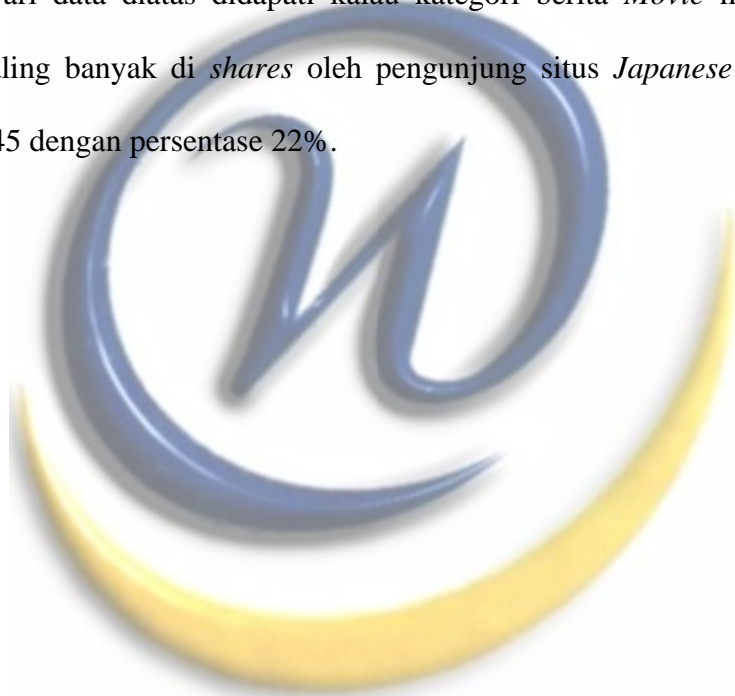 ari data diatas didapati kalau kategori berita Movie
ling banyak di shares oleh pengunjung situs Japanese
45 dengan persentase 22%.